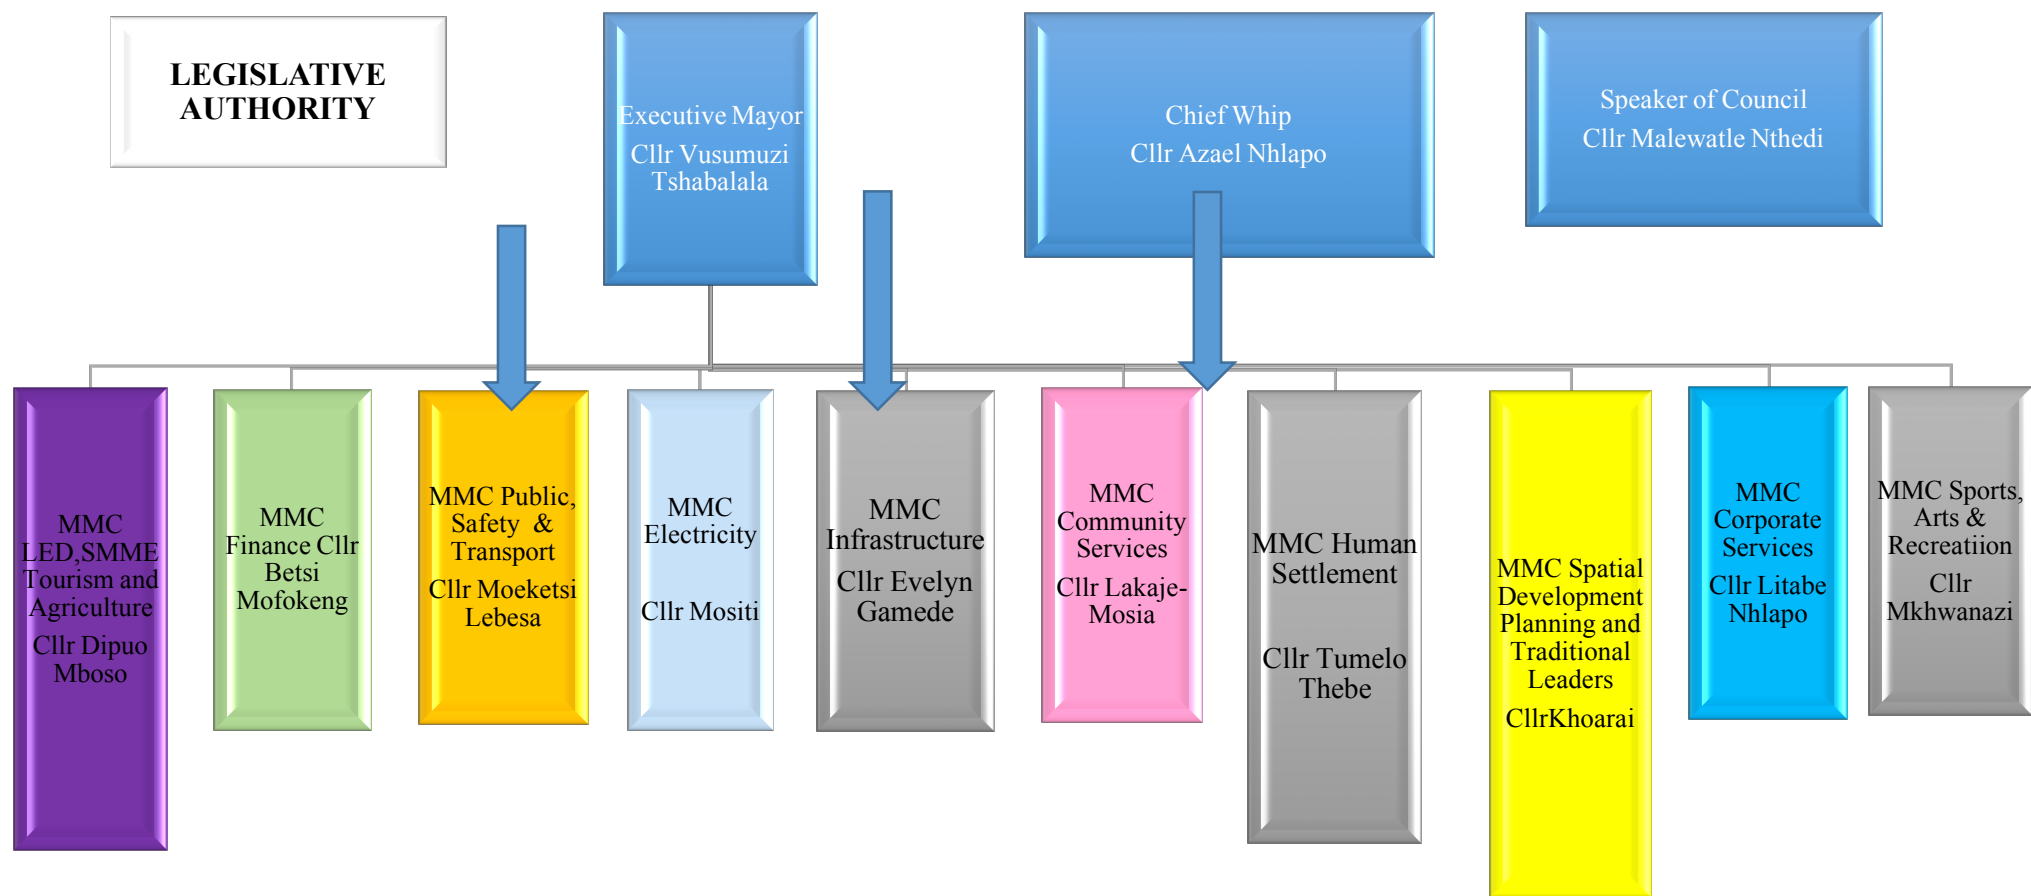 LEGISLATIVE
AUTHORITY
Executive Mayor
Cllr Vusumuzi
Tshabalala
Chief Whip
Cllr Azael Nhlapo
Speaker of Council
Cllr Malewatle Nthedi
MMC
LED,SMME
Tourism and
Agriculture
Cllr Dipuo
Mboso
MMC
Finance Cllr
Betsi
Mofokeng
MMC Public,
Safety &
Transport
Cllr Moeketsi
Lebesa
MMC
Electricity
Cllr Mositi
MMC
Infrastructure
Cllr Evelyn
Gamede
MMC
Community
Services
Cllr Lakaje-
Mosia
MMC Human
Settlement
Cllr Tumelo
Thebe
MMC Spatial
Development
Planning and
Traditional
Leaders
CllrKhoarai
MMC
Corporate
Services
Cllr Litabe
Nhlapo
MMC Sports,
Arts &
Recreatiion
Cllr
Mkhwanazi